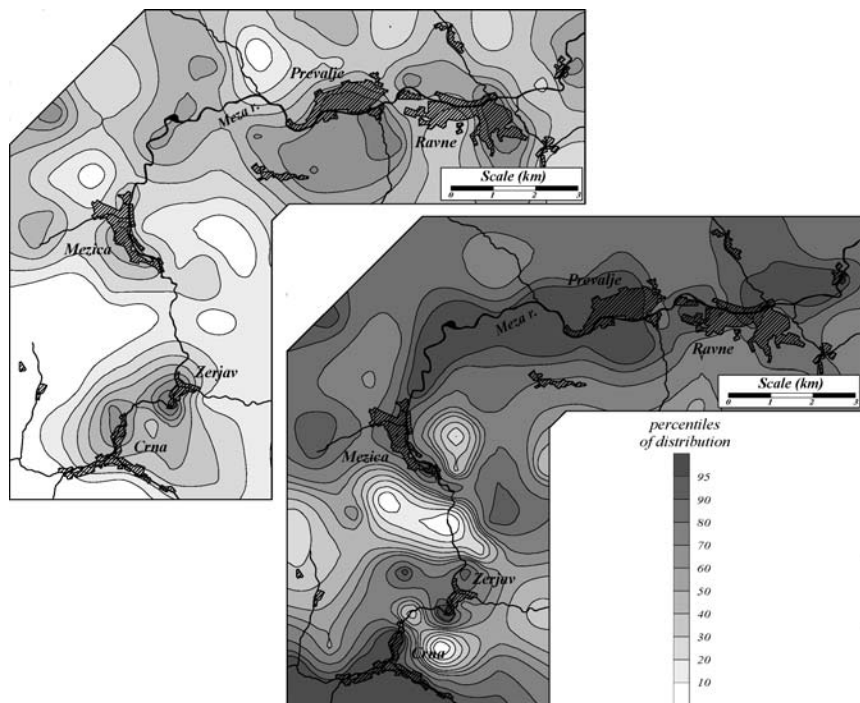 Prevalje
Meza r.
Ravne
Scale (km)
0 1 2 3
Mezica
Zerjav
Crna
Prevalje
Meza r.
Ravne
Scale (km)
0 1 2 3
Mezica
Zerjav
Crna
percentiles
of distribution
95
90
80
70
60
50
40
30
20
10